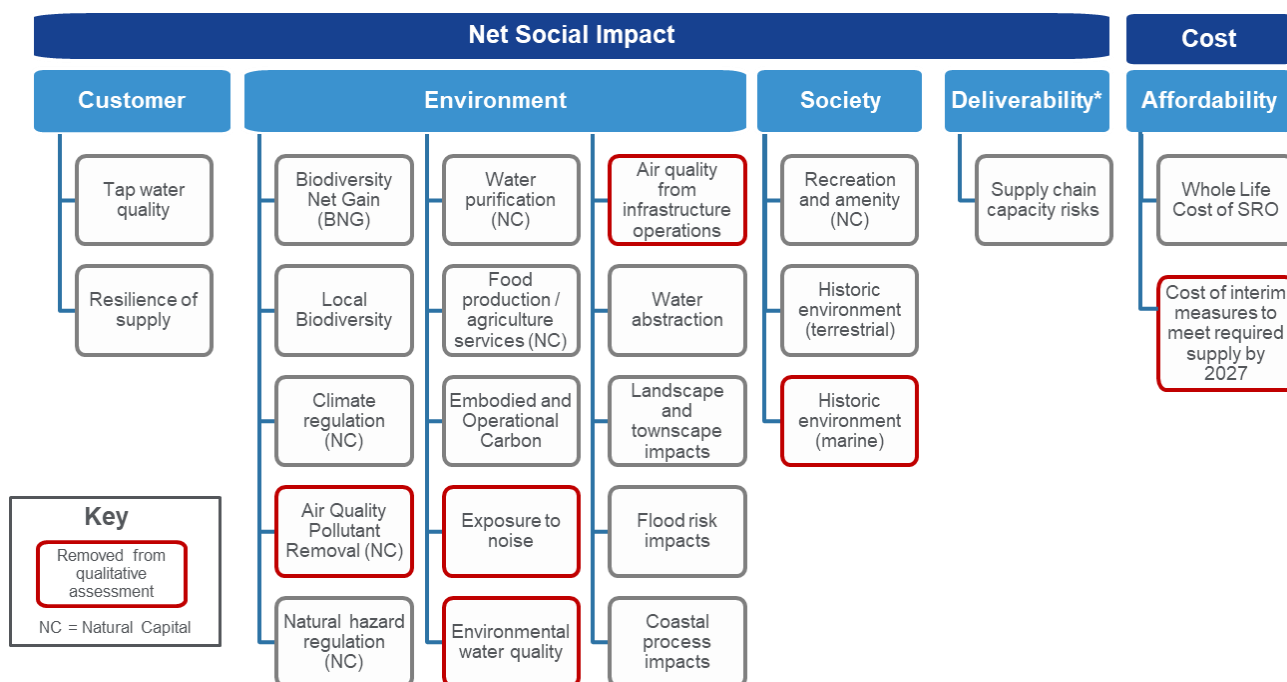 Net Social Impact
Cost
Customer
Environment
Society
Deliverability*
Affordability
Tap water
quality
Resilience of
supply
Biodiversity
Net Gain
(BNG)
Local
Biodiversity
Climate
regulation
(NC)
Air Quality
Pollutant
Removal (NC)
Natural hazard
regulation
(NC)
Water
purification
(NC)
Food
production /
agriculture
services (NC)
Embodied and
Operational
Carbon
Exposure to
noise
Environmental
water quality
Air quality
from
infrastructure
operations
Water
abstraction
Landscape
and
townscape
impacts
Flood risk
impacts
Coastal
process
impacts
Recreation
and amenity
(NC)
Historic
environment
(terrestrial)
Historic
environment
(marine)
Supply chain
capacity risks
Whole Life
Cost of SRO
Cost of interim
measures to
meet required
supply by
2027
Key
Removed from
qualitative
assessment
NC = Natural Capital